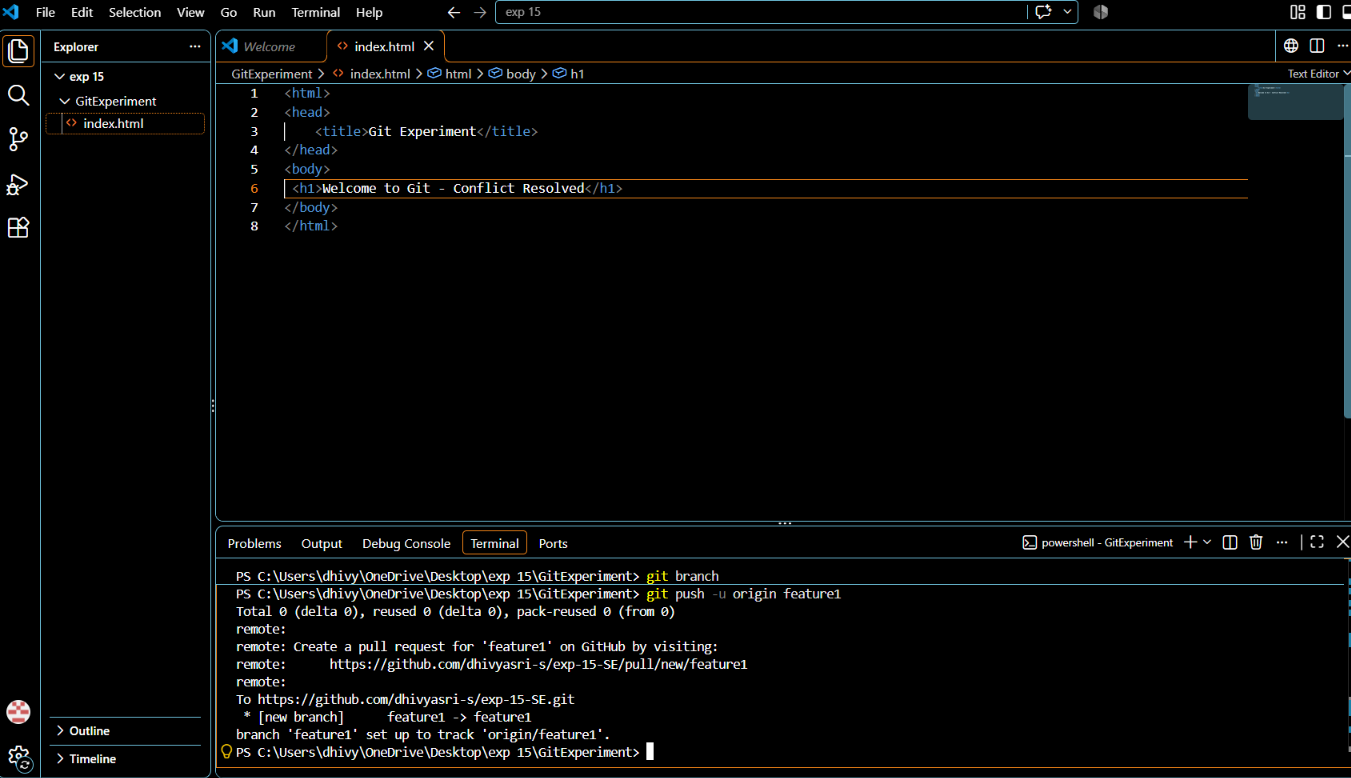 File Edit Selection View Go Run Terminal Help
exp 15
Explorer
exp 15
GitExperiment
index.html
Outline
Timeline
Welcome
index.html
GitExperiment > index.html > html > body > h1
Text Editor
1 <html>
2 <head>
3 <title>Git Experiment</title>
4 </head>
5 <body>
6 <h1>Welcome to Git - Conflict Resolved</h1>
7 </body>
8 </html>
Problems Output Debug Console Terminal Ports
powershell - GitExperiment
PS C:\Users\dhivy\OneDrive\Desktop\exp 15\GitExperiment> git branch
PS C:\Users\dhivy\OneDrive\Desktop\exp 15\GitExperiment> git push -u origin feature1
Total 0 (delta 0), reused 0 (delta 0), pack-reused 0 (from 0)
remote:
remote: Create a pull request for 'feature1' on GitHub by visiting:
remote:      https://github.com/dhivyasri-s/exp-15-SE/pull/new/feature1
remote:
To https://github.com/dhivyasri-s/exp-15-SE.git
 * [new branch]      feature1 -> feature1
branch 'feature1' set up to track 'origin/feature1'.
PS C:\Users\dhivy\OneDrive\Desktop\exp 15\GitExperiment>